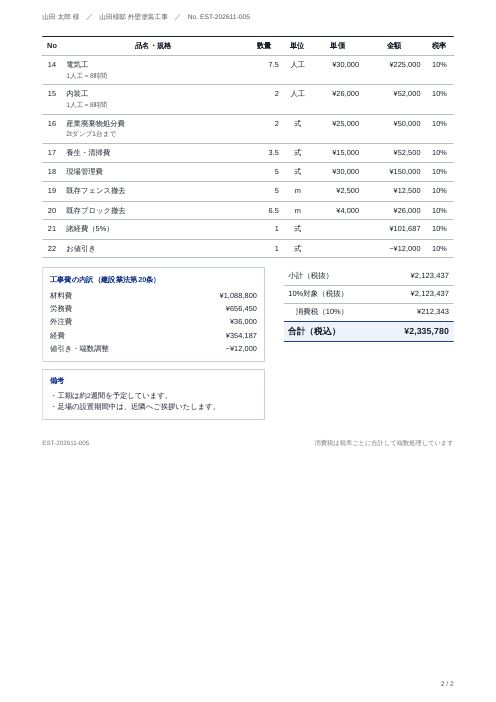 山田 太郎 様　／　山田様邸 外壁塗装工事　／　No. EST-202611-005
No 品名・規格 数量 単位 単価 金額 税率
14 電気工 7.5 人工 ¥30,000 ¥225,000 10%
1人工＝8時間
15 内装工 2 人工 ¥26,000 ¥52,000 10%
1人工＝8時間
16 産業廃棄物処分費 2 式 ¥25,000 ¥50,000 10%
2tダンプ1台まで
17 養生・清掃費 3.5 式 ¥15,000 ¥52,500 10%
18 現場管理費 5 式 ¥30,000 ¥150,000 10%
19 既存フェンス撤去 5 m ¥2,500 ¥12,500 10%
20 既存ブロック撤去 6.5 m ¥4,000 ¥26,000 10%
21 諸経費（5%） 1 式 ¥101,687 10%
22 お値引き 1 式 −¥12,000 10%
工事費の内訳（建設業法第20条）
材料費 ¥1,088,800
労務費 ¥656,450
外注費 ¥36,000
経費 ¥354,187
値引き・端数調整 −¥12,000
小計（税抜） ¥2,123,437
10%対象（税抜） ¥2,123,437
消費税（10%） ¥212,343
合計（税込） ¥2,335,780
備考
・工期は約2週間を予定しています。
・足場の設置期間中は、近隣へご挨拶いたします。
EST-202611-005 消費税は税率ごとに合計して端数処理しています
2 / 2